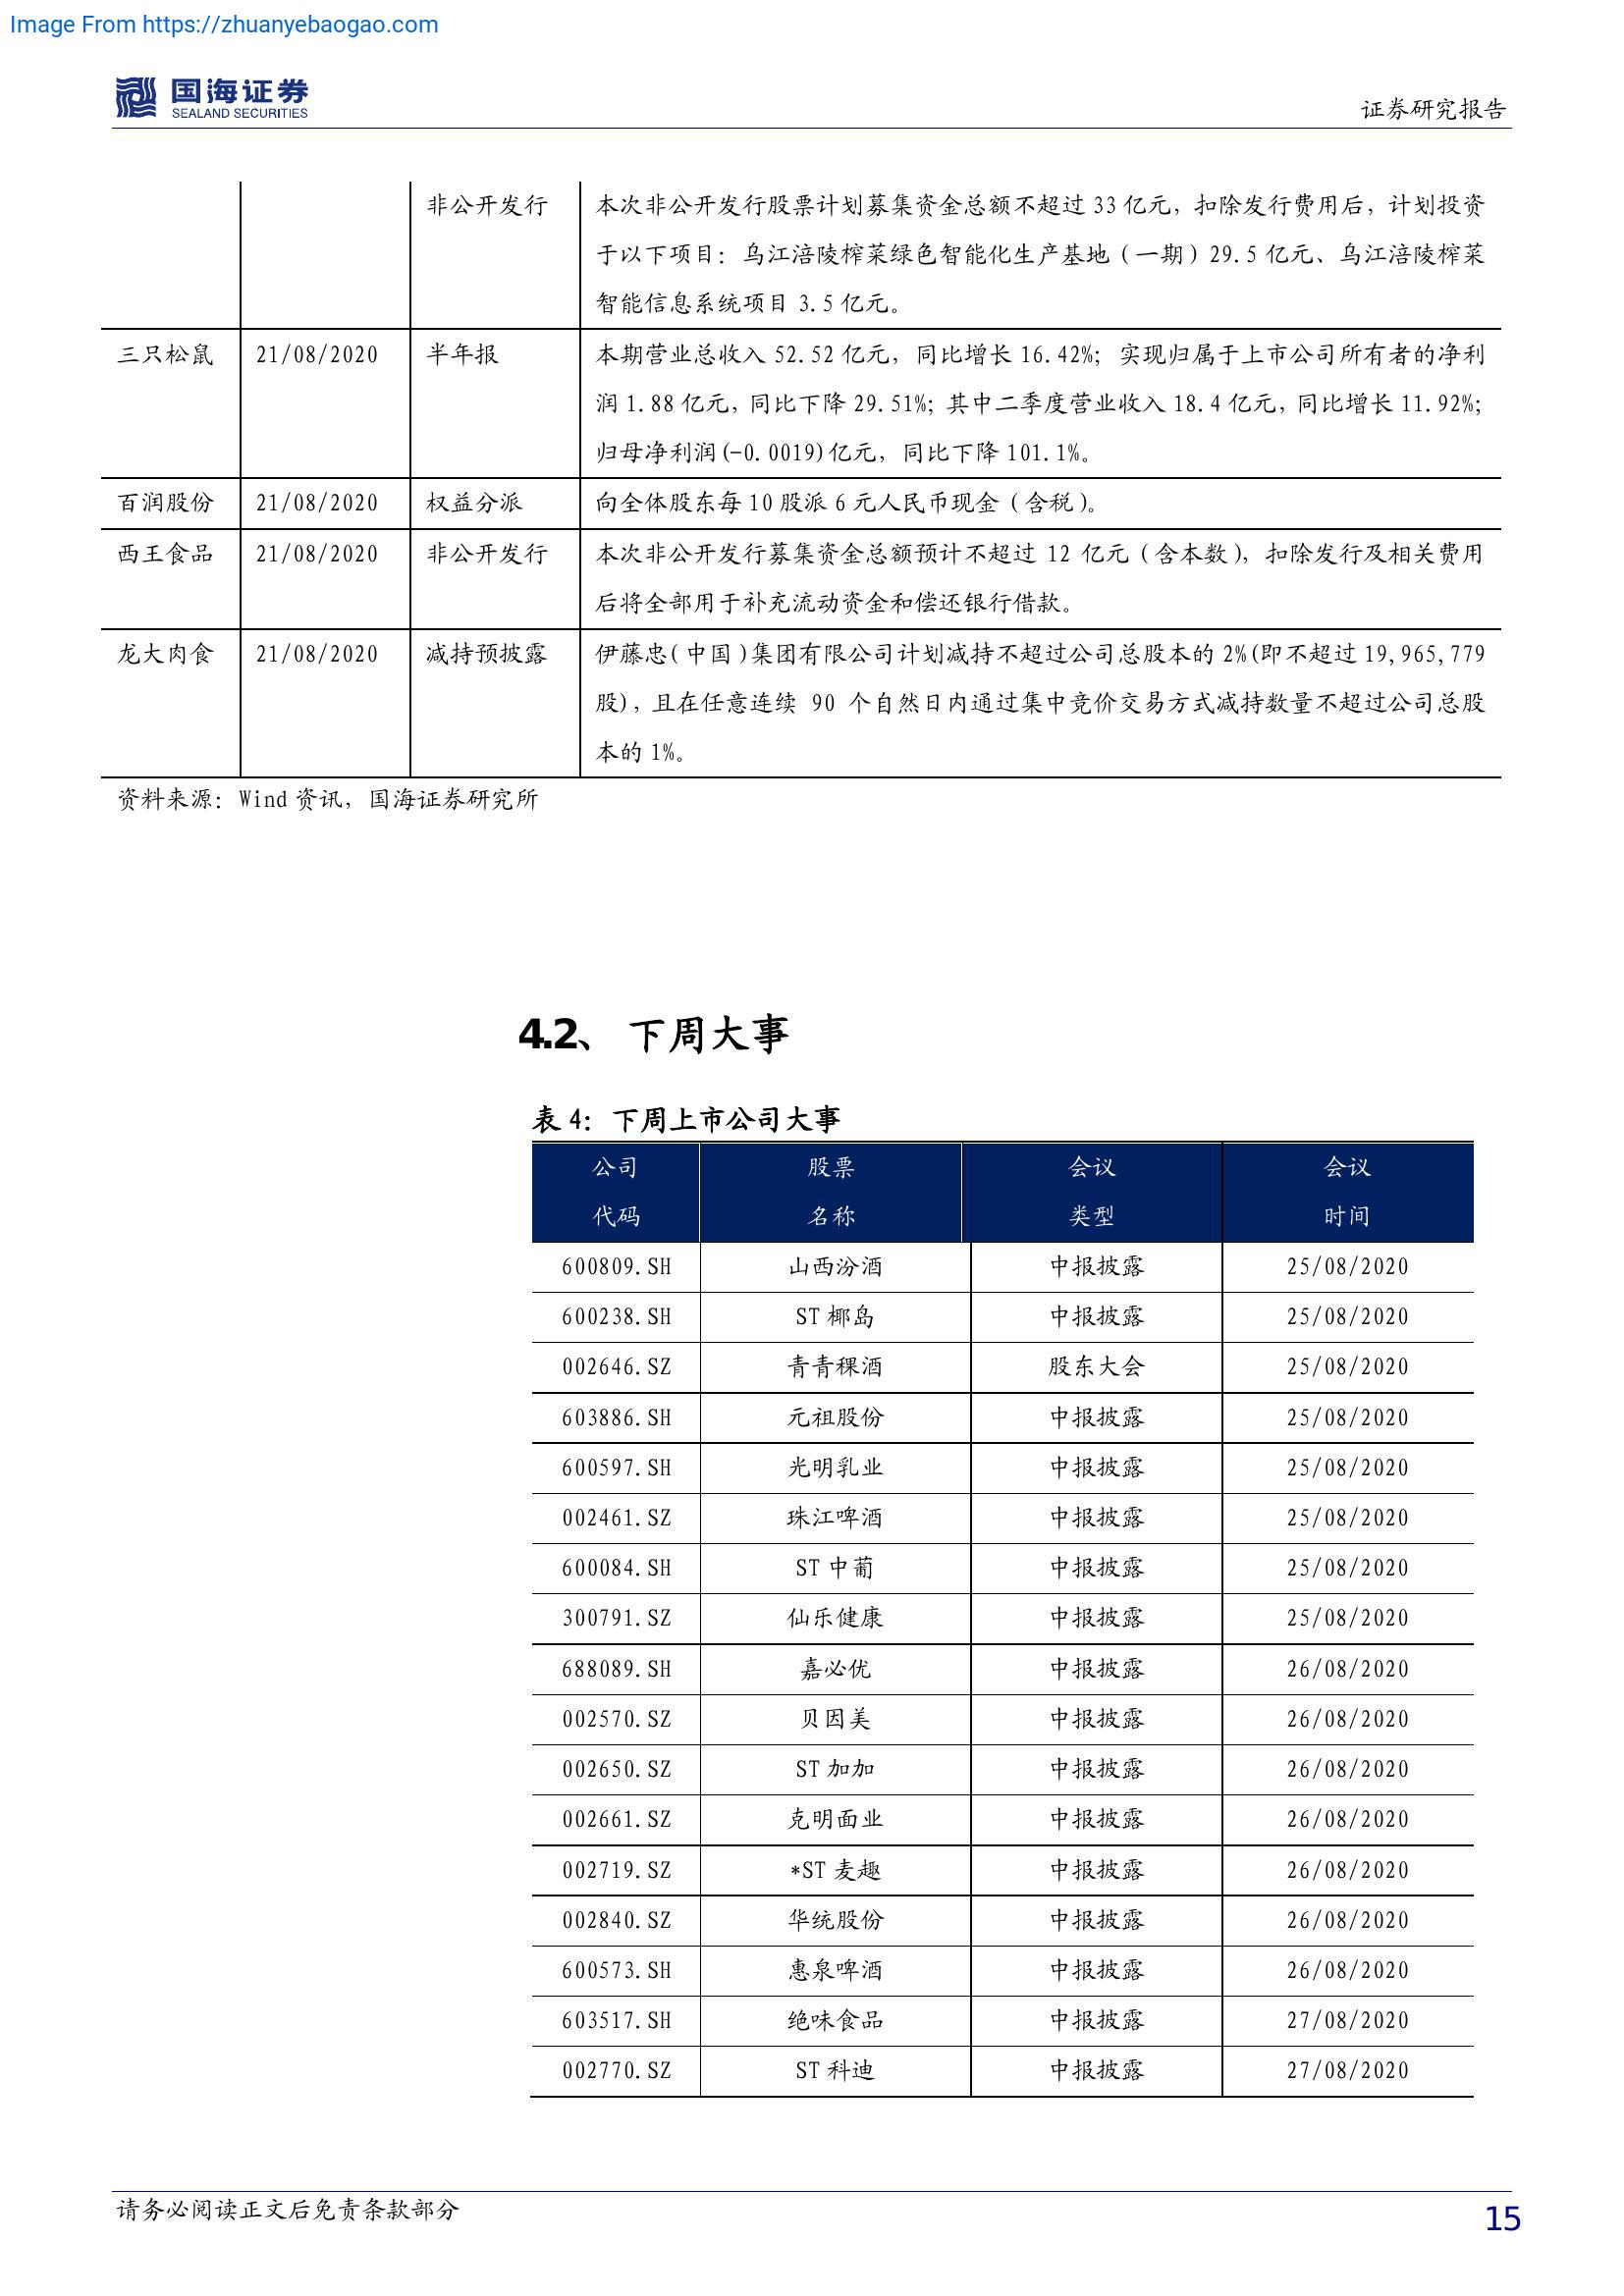 Image From https://zhuanyebaogao.com
国海证券
SEALAND SECURITIES
证券研究报告
非公开发行 本次非公开发行股票计划募集资金总额不超过 33 亿元，扣除发行费用后，计划投资
于以下项目：乌江涪陵榨菜绿色智能化生产基地（一期）29.5 亿元、乌江涪陵榨菜
智能信息系统项目 3.5 亿元。
三只松鼠 21/08/2020 半年报 本期营业总收入 52.52 亿元，同比增长 16.42%；实现归属于上市公司所有者的净利
润 1.88 亿元，同比下降 29.51%；其中二季度营业收入 18.4 亿元，同比增长 11.92%；
归母净利润(-0.0019)亿元，同比下降 101.1%。
百润股份 21/08/2020 权益分派 向全体股东每 10 股派 6 元人民币现金（含税）。
西王食品 21/08/2020 非公开发行 本次非公开发行募集资金总额预计不超过 12 亿元（含本数），扣除发行及相关费用
后将全部用于补充流动资金和偿还银行借款。
龙大肉食 21/08/2020 减持预披露 伊藤忠(中国)集团有限公司计划减持不超过公司总股本的 2%(即不超过 19,965,779
股)，且在任意连续 90 个自然日内通过集中竞价交易方式减持数量不超过公司总股
本的 1%。
资料来源：Wind 资讯，国海证券研究所
4.2、 下周大事
表 4：下周上市公司大事
公司 股票 会议 会议
代码 名称 类型 时间
600809.SH 山西汾酒 中报披露 25/08/2020
600238.SH ST 椰岛 中报披露 25/08/2020
002646.SZ 青青稞酒 股东大会 25/08/2020
603886.SH 元祖股份 中报披露 25/08/2020
600597.SH 光明乳业 中报披露 25/08/2020
002461.SZ 珠江啤酒 中报披露 25/08/2020
600084.SH ST 中葡 中报披露 25/08/2020
300791.SZ 仙乐健康 中报披露 25/08/2020
688089.SH 嘉必优 中报披露 26/08/2020
002570.SZ 贝因美 中报披露 26/08/2020
002650.SZ ST 加加 中报披露 26/08/2020
002661.SZ 克明面业 中报披露 26/08/2020
002719.SZ *ST 麦趣 中报披露 26/08/2020
002840.SZ 华统股份 中报披露 26/08/2020
600573.SH 惠泉啤酒 中报披露 26/08/2020
603517.SH 绝味食品 中报披露 27/08/2020
002770.SZ ST 科迪 中报披露 27/08/2020
请务必阅读正文后免责条款部分
15